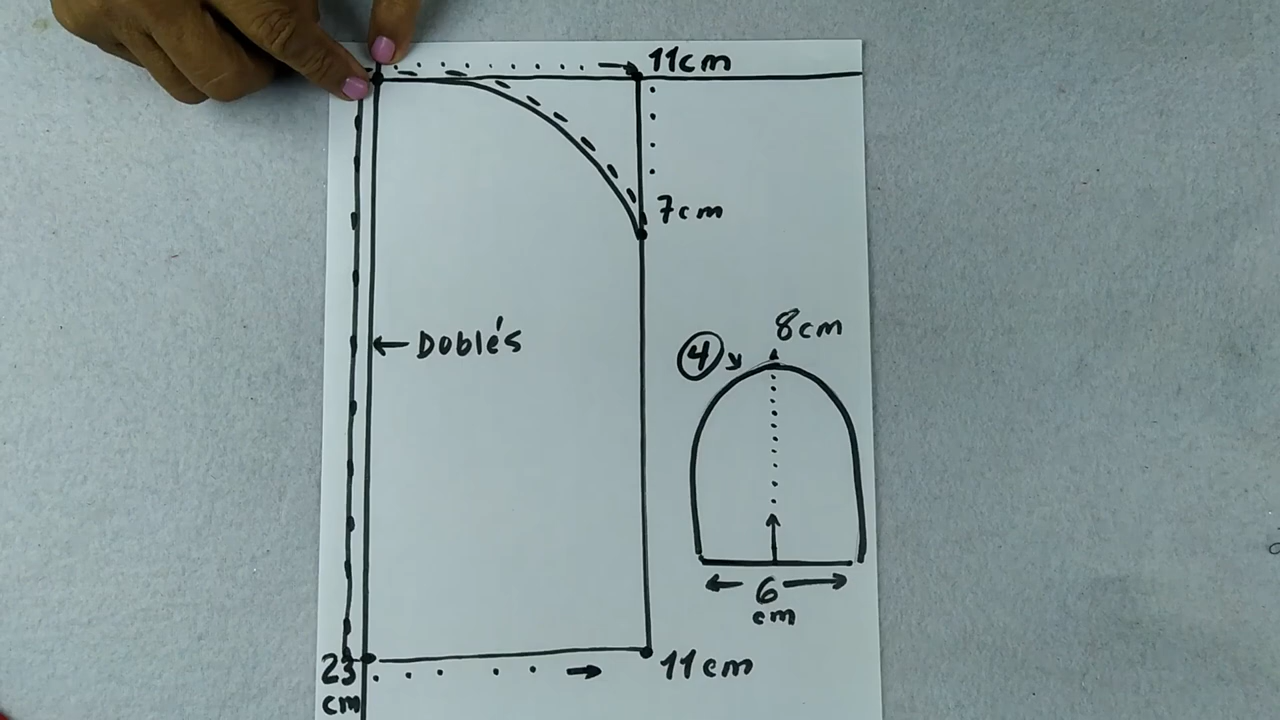 11cm
7cm
← Doblés
8cm
4
← 6 →
cm
23
cm
11cm